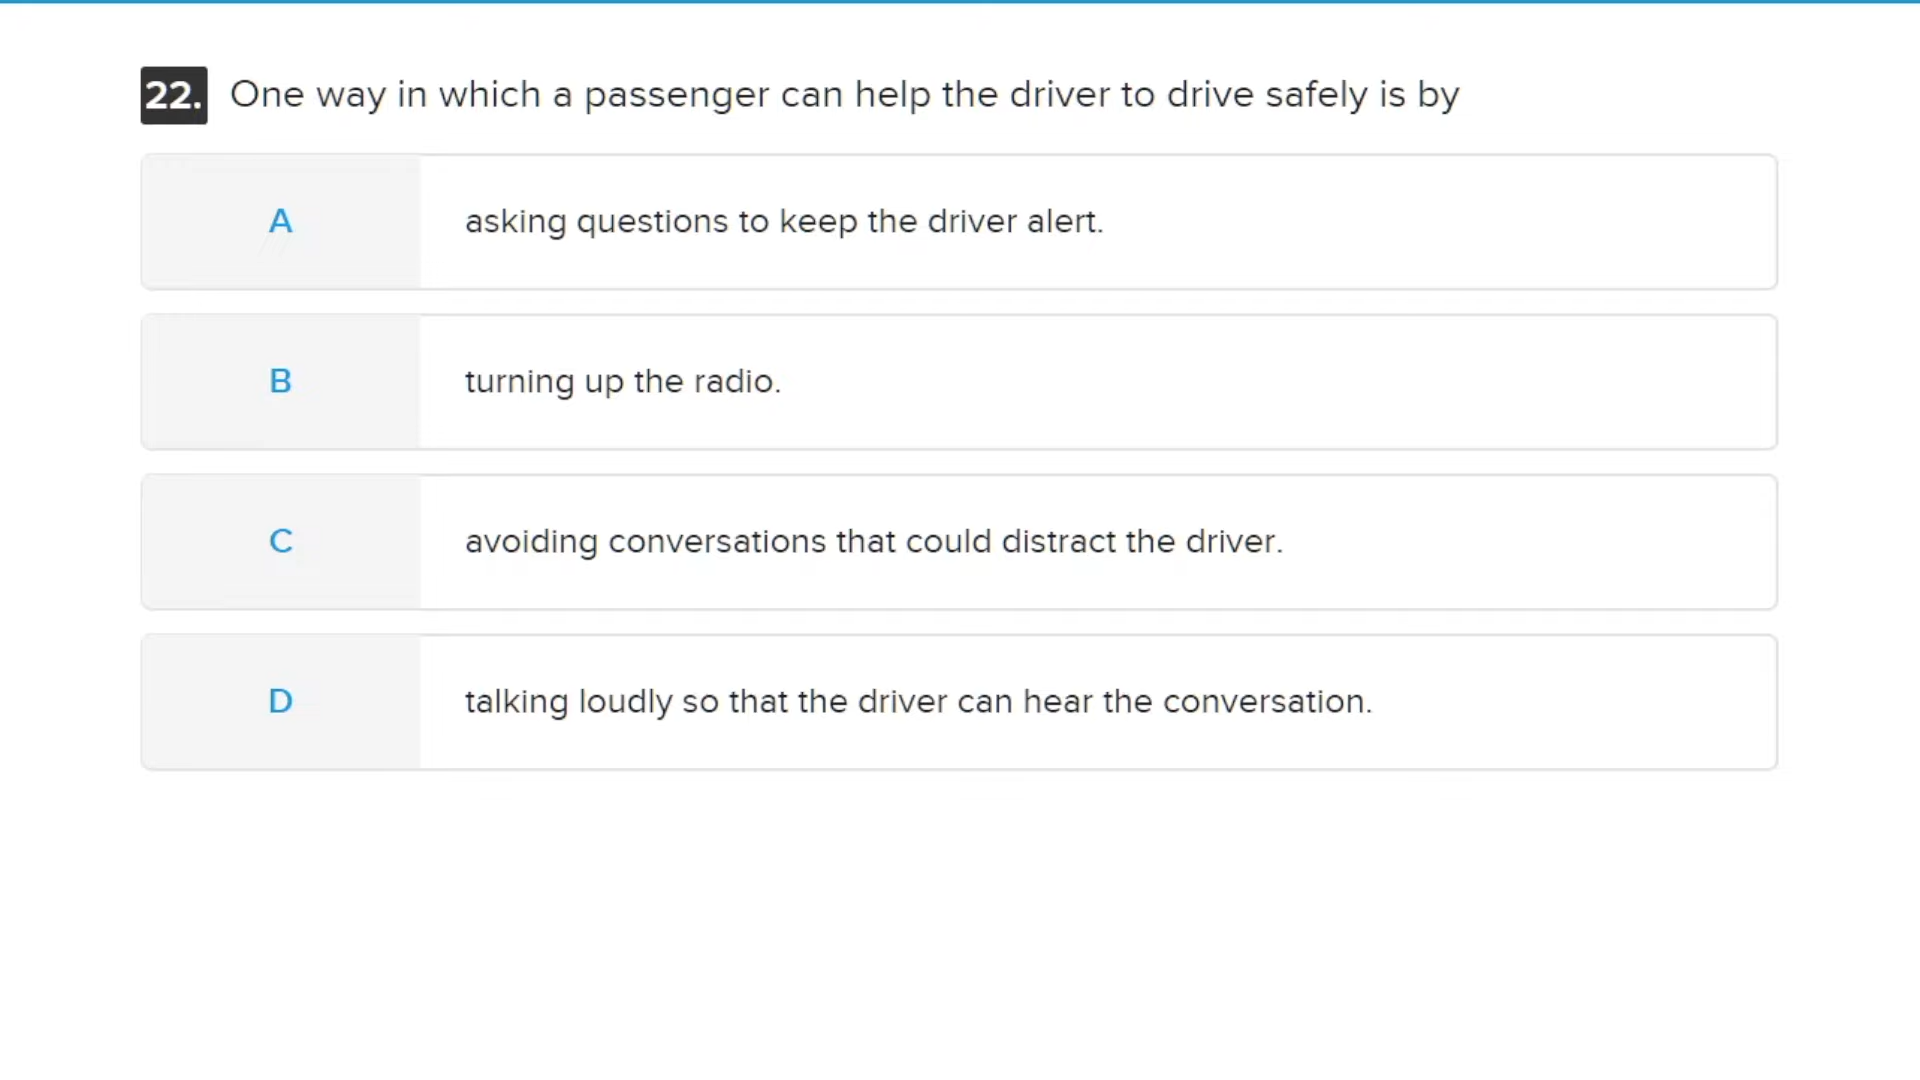 22. One way in which a passenger can help the driver to drive safely is by
A asking questions to keep the driver alert.
B turning up the radio.
C avoiding conversations that could distract the driver.
D talking loudly so that the driver can hear the conversation.